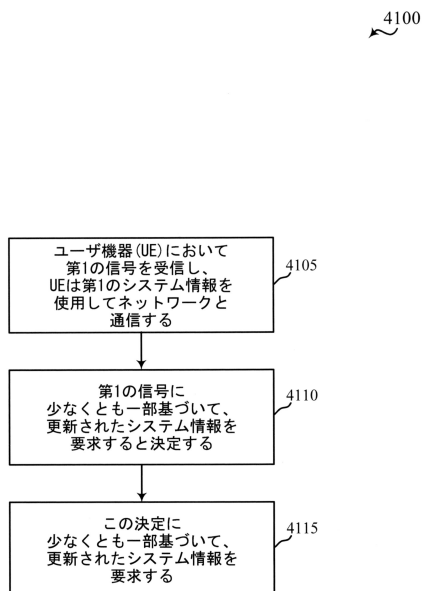 4100
ユーザ機器(UE)において
第1の信号を受信し、
UEは第1のシステム情報を
使用してネットワークと
通信する
4105
第1の信号に
少なくとも一部基づいて、
更新されたシステム情報を
要求すると決定する
4110
この決定に
少なくとも一部基づいて、
更新されたシステム情報を
要求する
4115